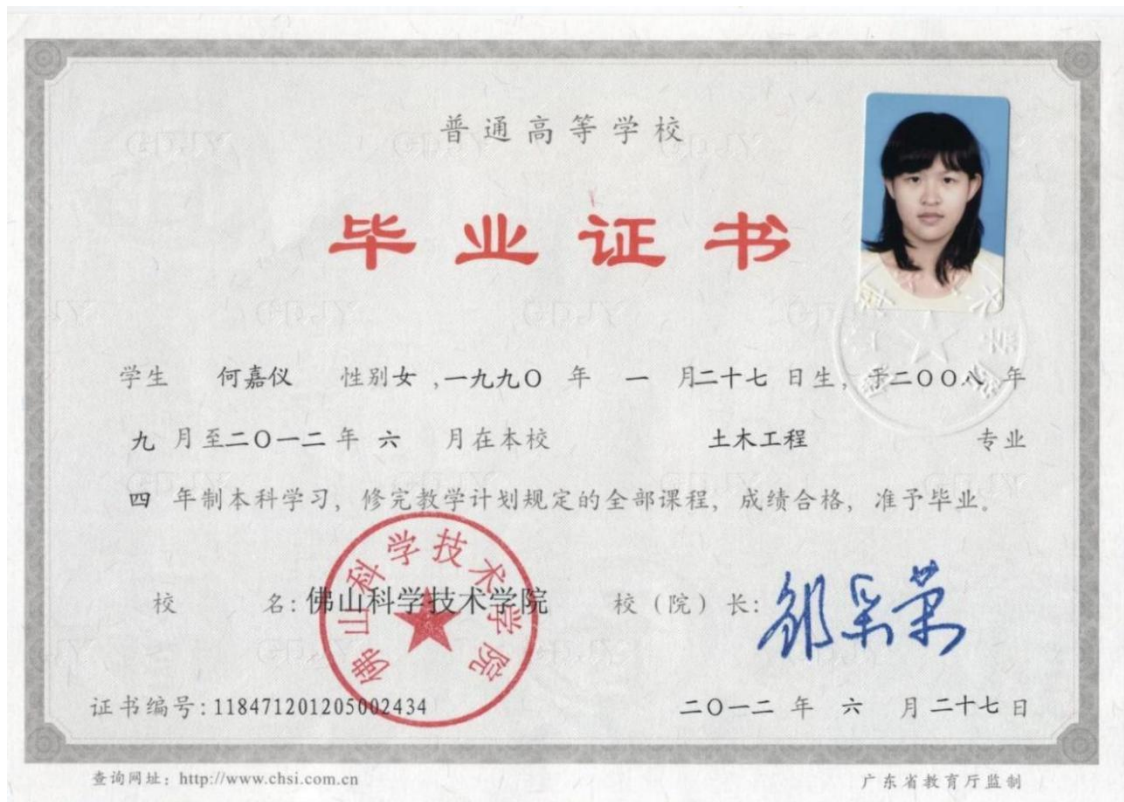 普通高等学校
毕业证书
学生 何嘉仪 性别女,一九九〇 年 一 月二十七 日生,于二〇〇八 年
九 月至二〇一二 年 六 月在本校 土木工程 专业
四 年制本科学习,修完教学计划规定的全部课程,成绩合格,准予毕业。
佛山科学技术学院
校 名:佛山科学技术学院 校(院)长:
证书编号:118471201205002434 二〇一二 年 六 月 二十七 日
查询网址:http://www.chsi.com.cn 广东省教育厅监制